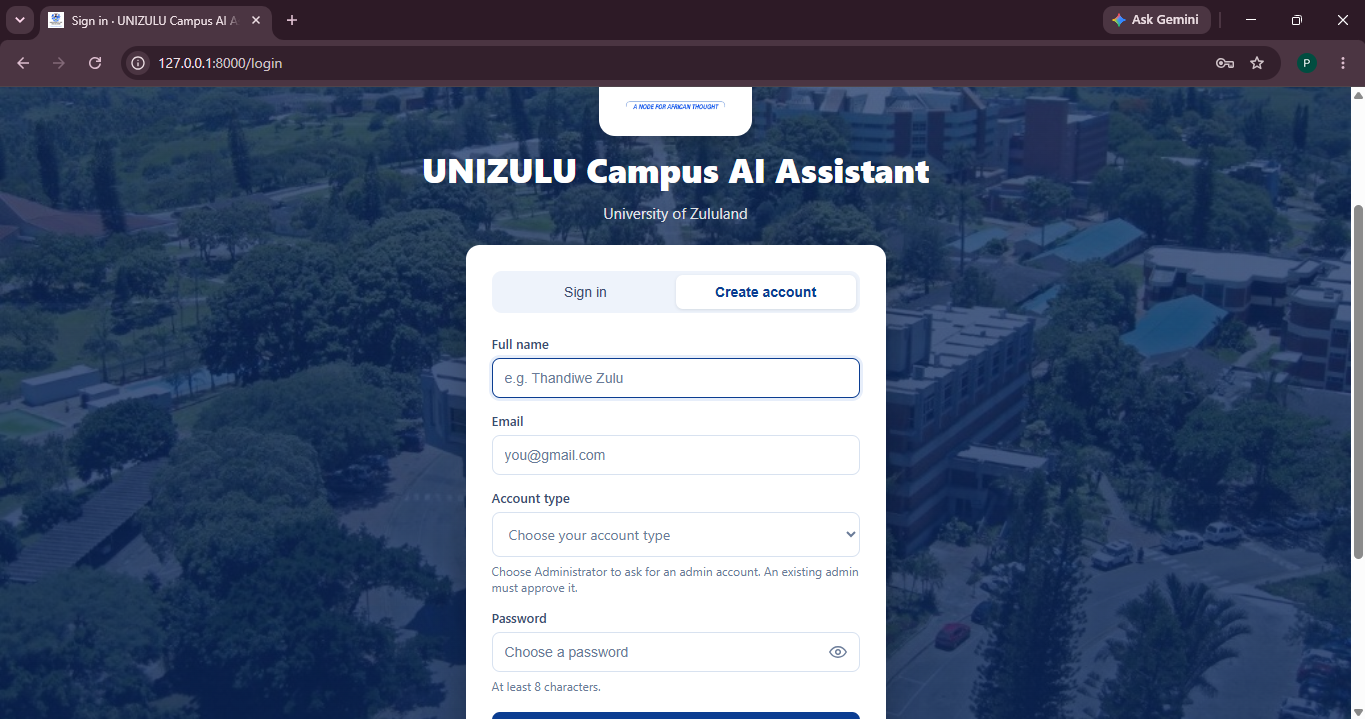 Sign in · UNIZULU Campus AI A
Ask Gemini
127.0.0.1:8000/login
P
A NODE FOR AFRICAN THOUGHT
UNIZULU Campus AI Assistant
University of Zululand
Sign in
Create account
Full name
e.g. Thandiwe Zulu
Email
you@gmail.com
Account type
Choose your account type
Choose Administrator to ask for an admin account. An existing admin
must approve it.
Password
Choose a password
At least 8 characters.